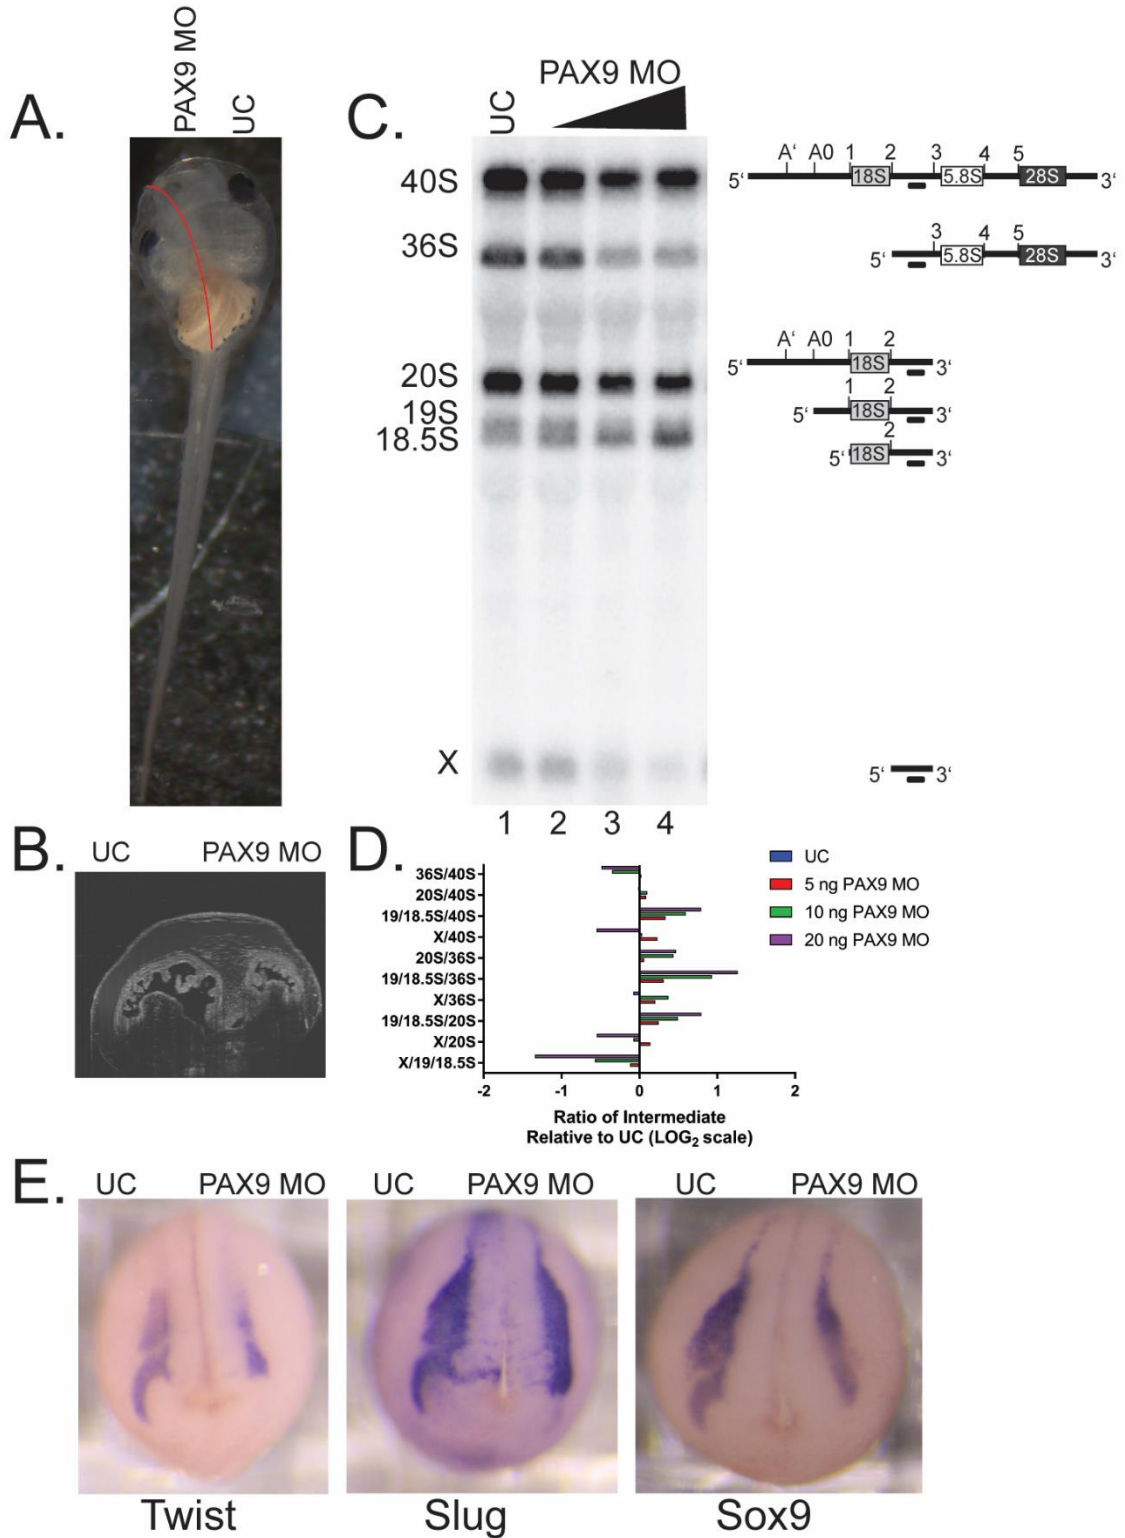 A.
PAX9 MO
UC
B.
UC PAX9 MO
C.
UC
PAX9 MO
40S
36S
20S
19S
18.5S
X
1 2 3 4
A' A0 1 2 3 4 5
5' 18S 5.8S 28S 3'
3 4 5
5' 5.8S 28S 3'
A' A0 1 2
5' 18S 3'
1 2
5' 18S 3'
2
5' 18S 3'
5' 3'
D.
36S/40S
20S/40S
19/18.5S/40S
X/40S
20S/36S
19/18.5S/36S
X/36S
19/18.5S/20S
X/20S
X/19/18.5S
-2 -1 0 1 2
Ratio of Intermediate
Relative to UC (LOG₂ scale)
UC
5 ng PAX9 MO
10 ng PAX9 MO
20 ng PAX9 MO
E.
UC PAX9 MO
UC PAX9 MO
UC PAX9 MO
Twist
Slug
Sox9